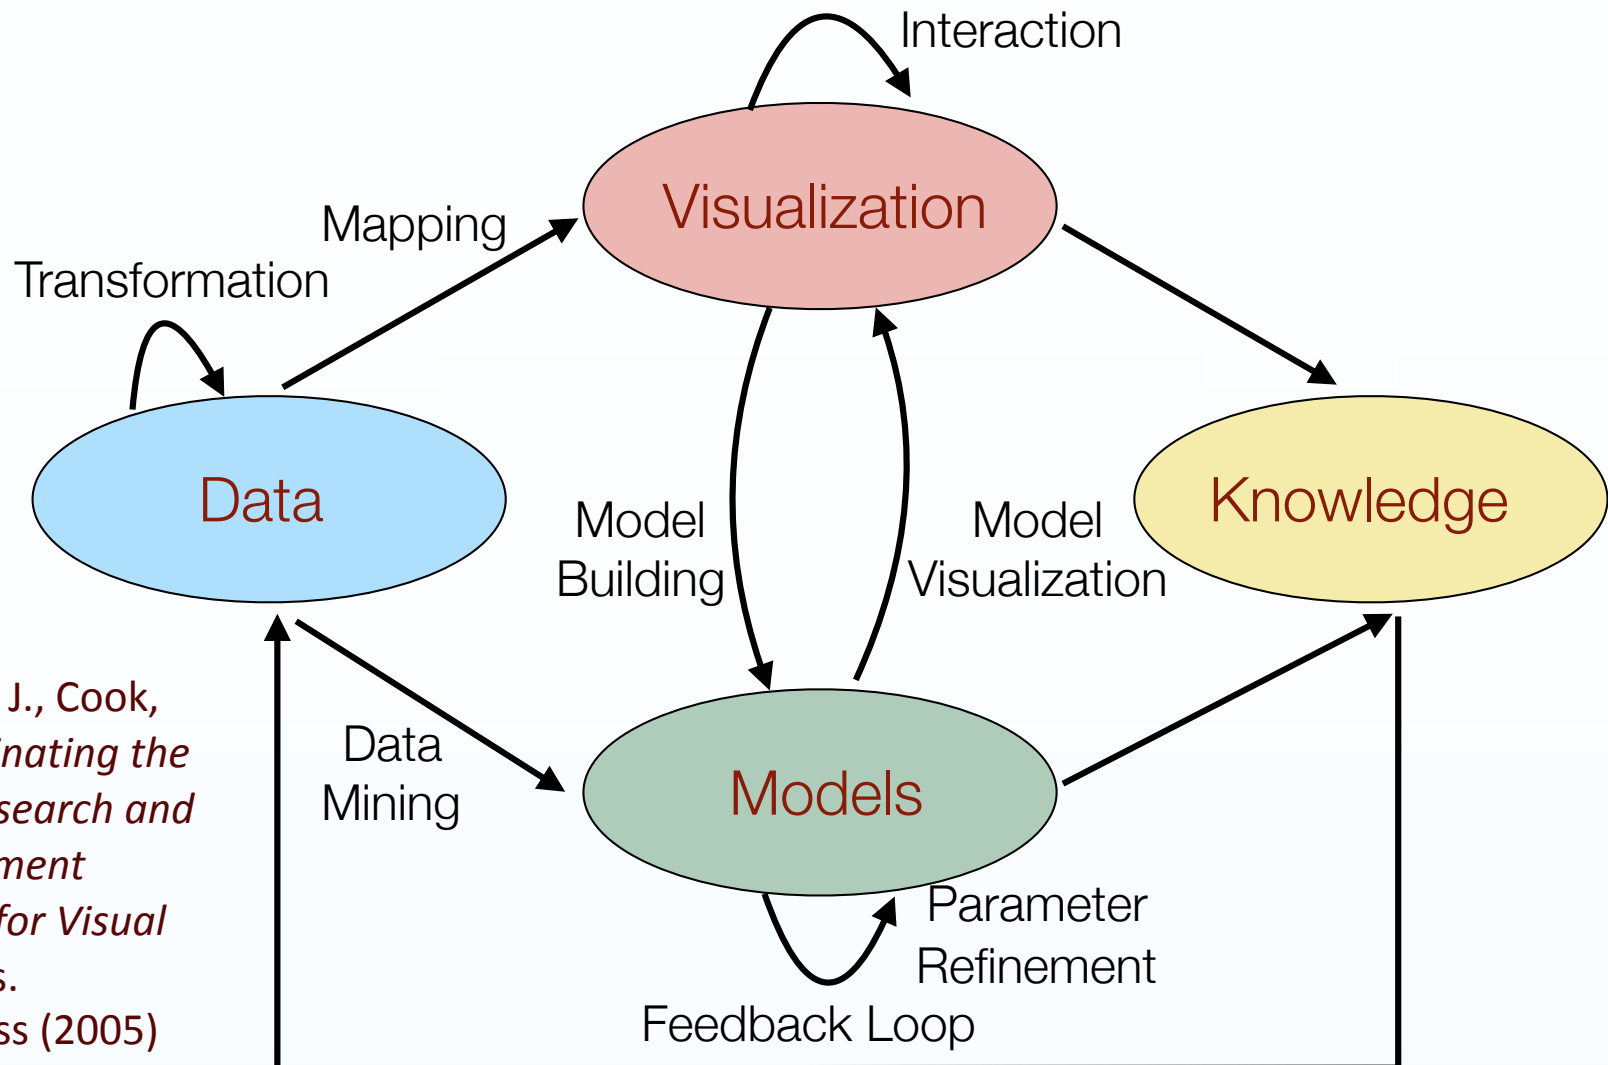 Interaction
Visualization
Mapping
Transformation
Data
Model
Building
Model
Visualization
Knowledge
J., Cook,
nating the
search and
ment
for Visual
s.
ss (2005)
Data
Mining
Models
Parameter
Refinement
Feedback Loop